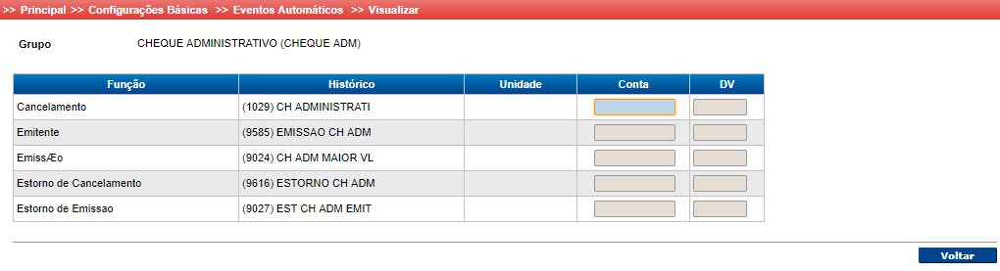 >> Principal >> Configurações Básicas >> Eventos Automáticos >> Visualizar
Grupo CHEQUE ADMINISTRATIVO (CHEQUE ADM)
Função Histórico Unidade Conta DV
Cancelamento (1029) CH ADMINISTRATI
Emitente (9585) EMISSAO CH ADM
EmissÆo (9024) CH ADM MAIOR VL
Estorno de Cancelamento (9616) ESTORNO CH ADM
Estorno de Emissao (9027) EST CH ADM EMIT
Voltar